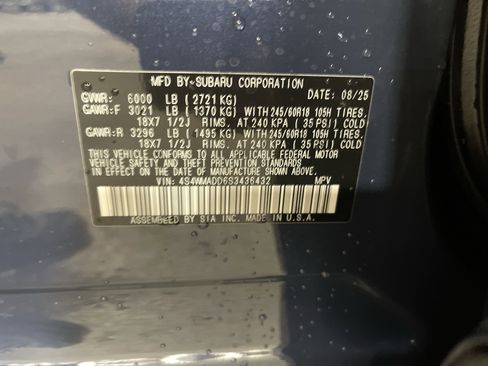 MFD BY SUBARU CORPORATION DATE: 08/25
GVWR: 6000 LB (2721 KG)
GAWR:F 3021 LB (1370 KG) WITH 245/60R18 105H TIRES,
18X7 1/2J RIMS, AT 240 KPA (35 PSI) COLD
GAWR:R 3296 LB (1495 KG) WITH 245/60R18 105H TIRES,
18X7 1/2J RIMS, AT 240 KPA (35 PSI) COLD
THIS VEHICLE CONFORMS TO ALL APPLICABLE FEDERAL MOTOR
VEHICLE SAFETY, BUMPER, AND THEFT PREVENTION STANDARDS
IN EFFECT ON THE DATE OF MANUFACTURE SHOWN ABOVE.
VIN: 4S4WMADD6S3436432 MPV
ASSEMBLED BY SIA INC. MADE IN U.S.A.